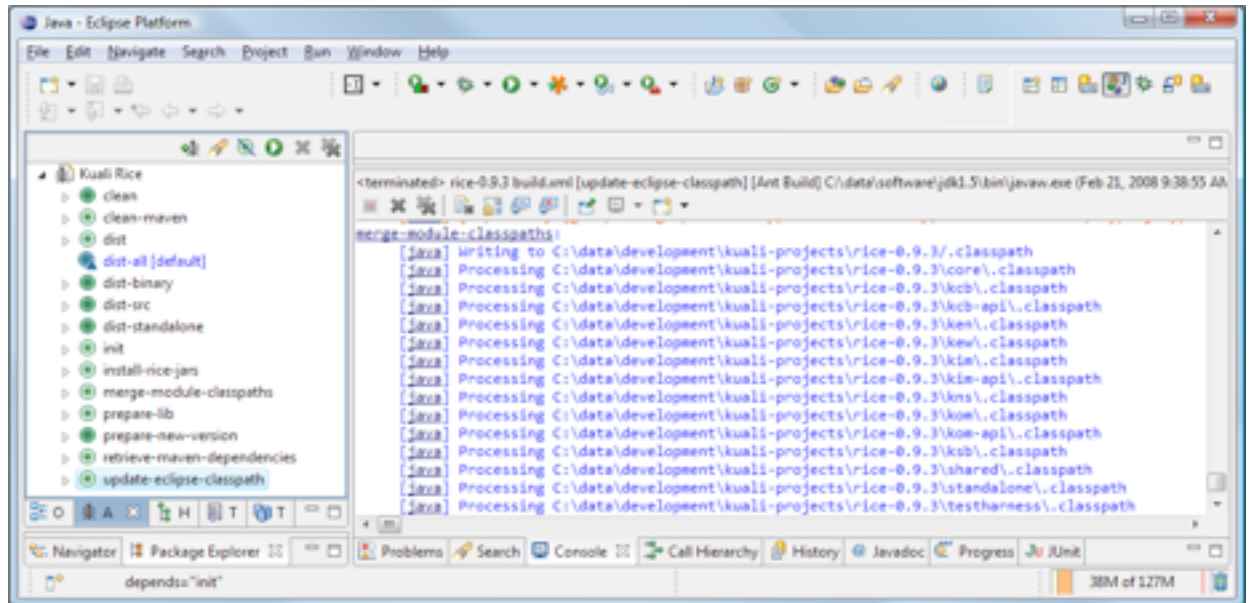 Java - Eclipse Platform
File Edit Navigate Search Project Run Window Help
Kuali Rice
clean
clean-maven
dist
dist-all [default]
dist-binary
dist-src
dist-standalone
init
install-rice-jars
merge-module-classpaths
prepare-lib
prepare-new-version
retrieve-maven-dependencies
update-eclipse-classpath
O A H T T
<terminated> rice-0.9.3 build.xml [update-eclipse-classpath] [Ant Build] C:\data\software\jdk1.5\bin\javaw.exe (Feb 21, 2008 9:38:55 AM
merge-module-classpaths:
[java] Writing to C:\data\development\kuali-projects\rice-0.9.3/.classpath
[java] Processing C:\data\development\kuali-projects\rice-0.9.3\core\.classpath
[java] Processing C:\data\development\kuali-projects\rice-0.9.3\kcb\.classpath
[java] Processing C:\data\development\kuali-projects\rice-0.9.3\kcb-api\.classpath
[java] Processing C:\data\development\kuali-projects\rice-0.9.3\ken\.classpath
[java] Processing C:\data\development\kuali-projects\rice-0.9.3\kew\.classpath
[java] Processing C:\data\development\kuali-projects\rice-0.9.3\kim\.classpath
[java] Processing C:\data\development\kuali-projects\rice-0.9.3\kim-api\.classpath
[java] Processing C:\data\development\kuali-projects\rice-0.9.3\kns\.classpath
[java] Processing C:\data\development\kuali-projects\rice-0.9.3\kom\.classpath
[java] Processing C:\data\development\kuali-projects\rice-0.9.3\kom-api\.classpath
[java] Processing C:\data\development\kuali-projects\rice-0.9.3\ksb\.classpath
[java] Processing C:\data\development\kuali-projects\rice-0.9.3\shared\.classpath
[java] Processing C:\data\development\kuali-projects\rice-0.9.3\standalone\.classpath
[java] Processing C:\data\development\kuali-projects\rice-0.9.3\testharness\.classpath
Navigator Package Explorer Problems Search Console Call Hierarchy History Javadoc Progress JUnit
depends="init" 38M of 127M